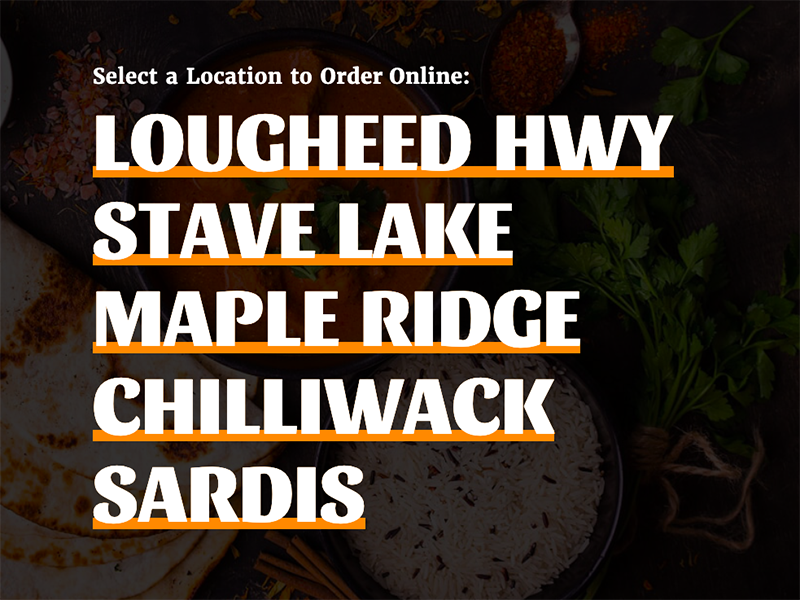 Select a Location to Order Online:
LOUGHEED HWY
STAVE LAKE
MAPLE RIDGE
CHILLIWACK
SARDIS